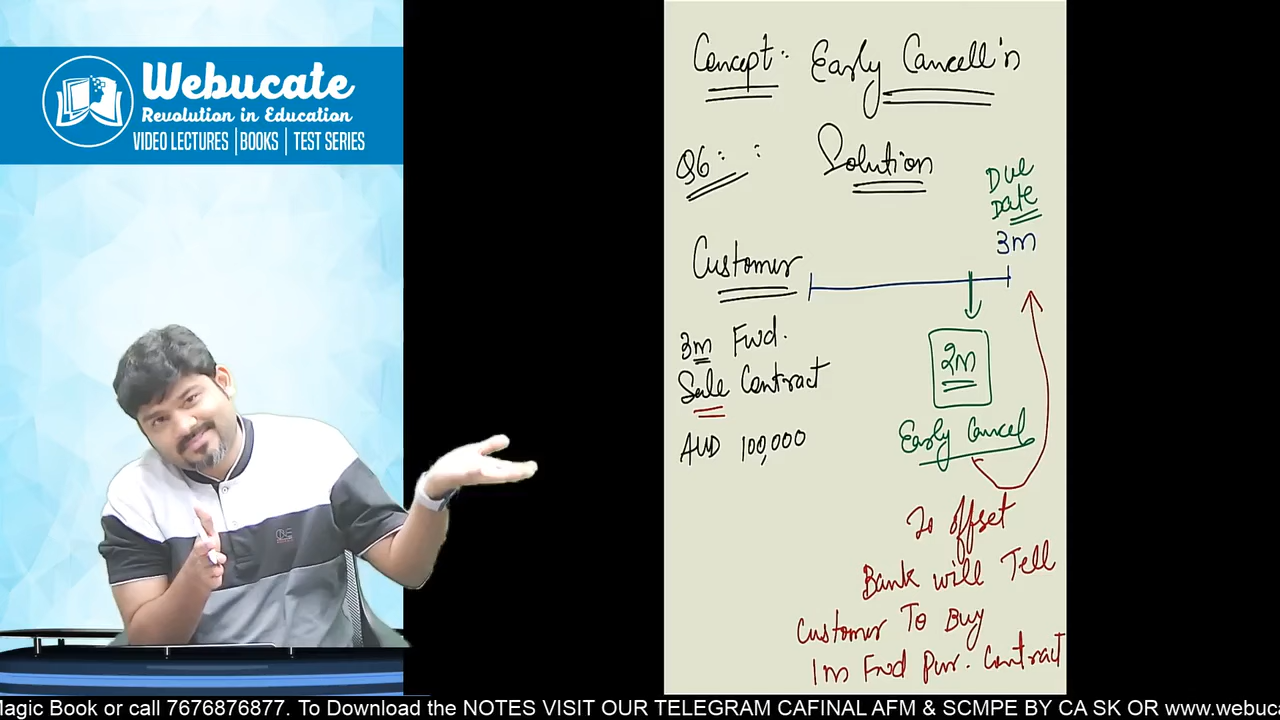 Webucate
Revolution in Education
VIDEO LECTURES | BOOKS | TEST SERIES
Concept: Early Cancell'n
Q6: : Solution
Due
Date
3m
Customer
3m Fwd.
Sale Contract
AUD 100,000
2m
Early Cancel
To offset
Bank will Tell
Customer To Buy
1m Fwd Pur. Contract
Magic Book or call 7676876877. To Download the NOTES VISIT OUR TELEGRAM CAFINAL AFM & SCMPE BY CA SK OR www.webuca